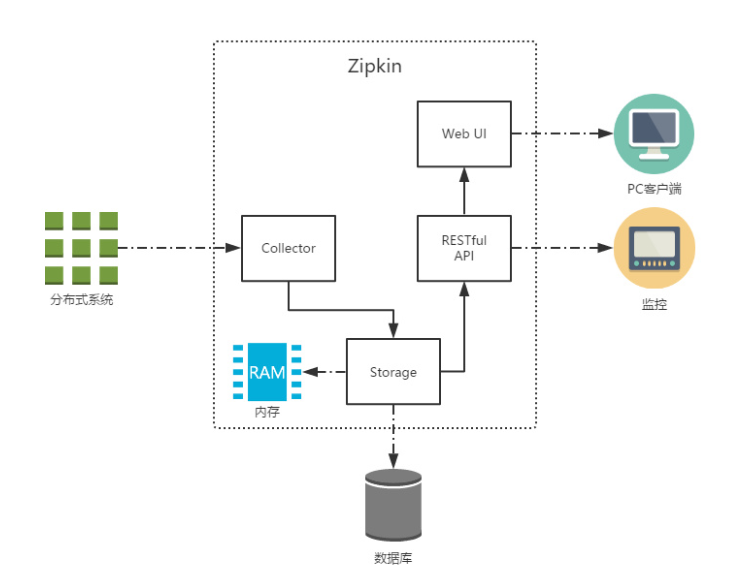 Zipkin
Web UI
PC客户端
Collector
RESTful
API
分布式系统
监控
RAM
Storage
内存
数据库